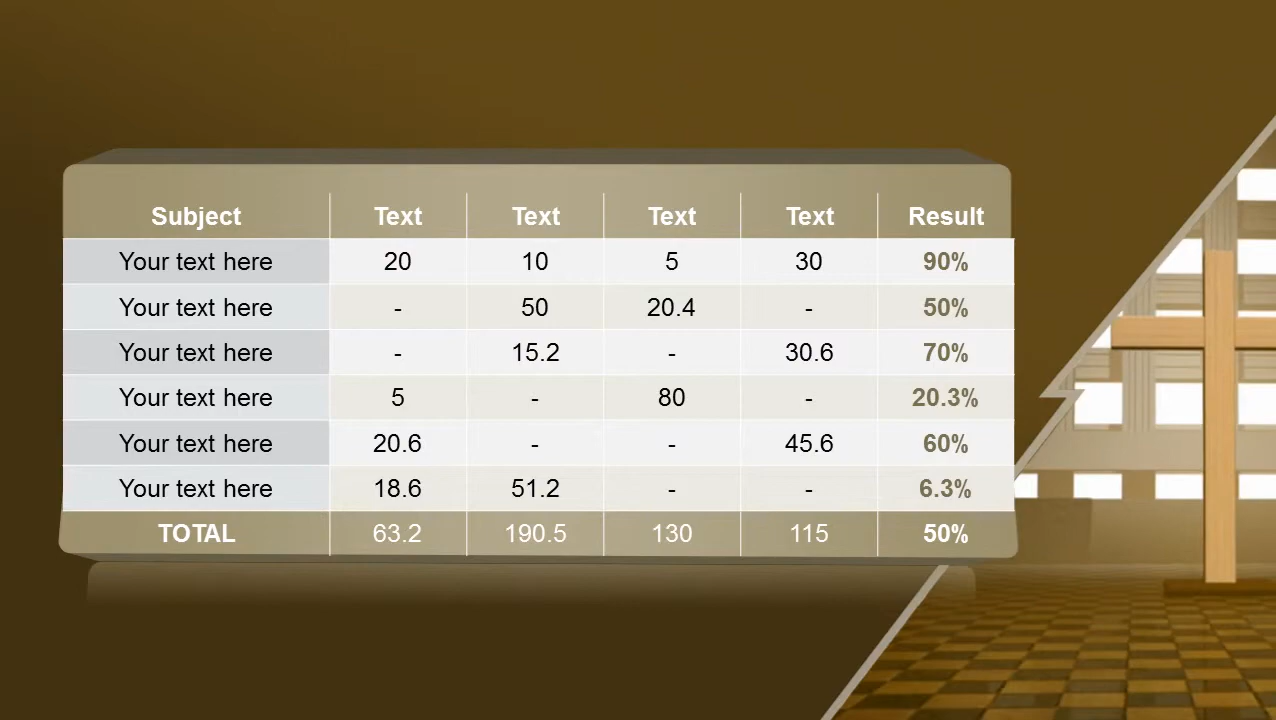 Subject Text Text Text Text Result
Your text here 20 10 5 30 90%
Your text here - 50 20.4 - 50%
Your text here - 15.2 - 30.6 70%
Your text here 5 - 80 - 20.3%
Your text here 20.6 - - 45.6 60%
Your text here 18.6 51.2 - - 6.3%
TOTAL 63.2 190.5 130 115 50%